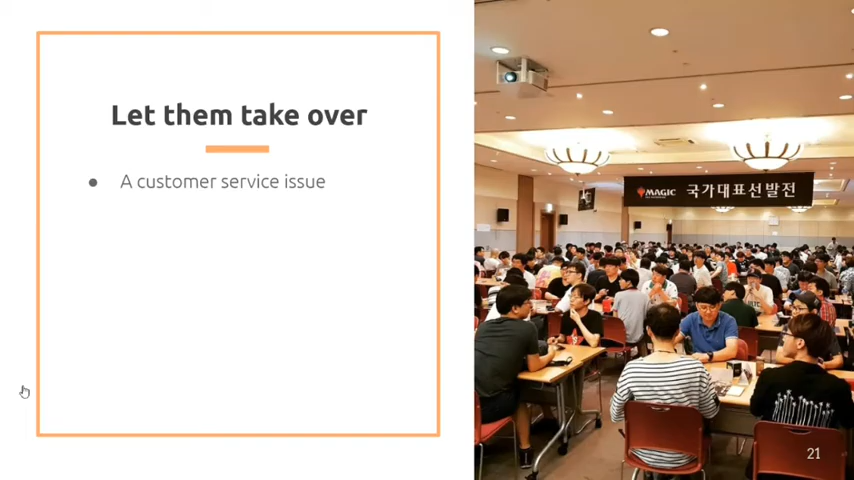 Let them take over
● A customer service issue
MAGIC 국가대표선발전
21